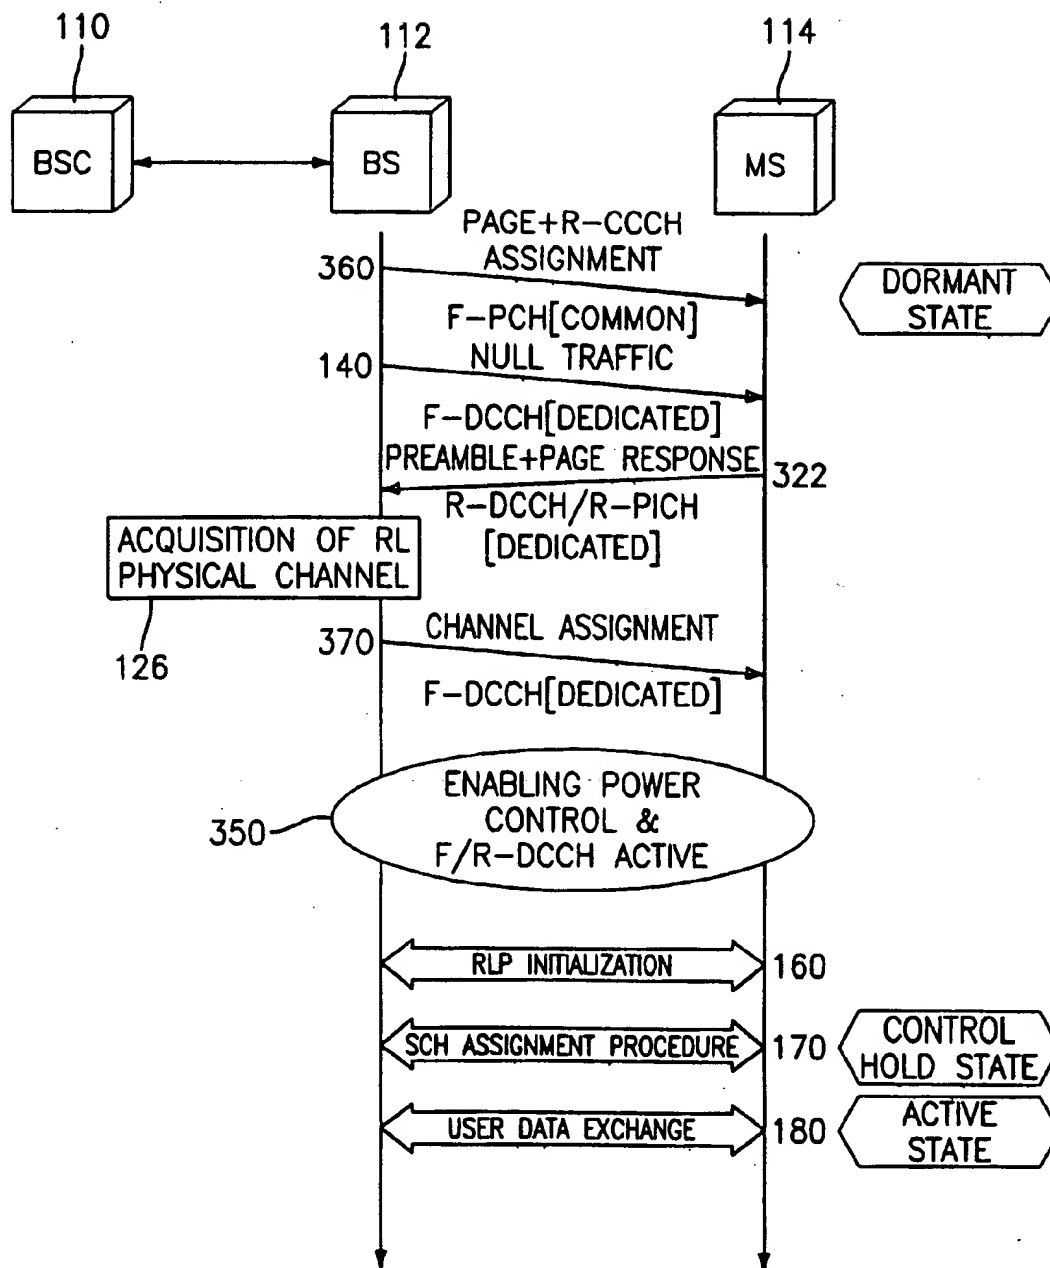 110
112
114
BSC
BS
MS
PAGE+R-CCCH
ASSIGNMENT
360
DORMANT
STATE
F-PCH[COMMON]
NULL TRAFFIC
140
F-DCCH[DEDICATED]
PREAMBLE+PAGE RESPONSE
322
R-DCCH/R-PICH
[DEDICATED]
ACQUISITION OF RL
PHYSICAL CHANNEL
126
370
CHANNEL ASSIGNMENT
F-DCCH[DEDICATED]
ENABLING POWER
CONTROL &
F/R-DCCH ACTIVE
350
RLP INITIALIZATION
160
SCH ASSIGNMENT PROCEDURE
170
CONTROL
HOLD STATE
USER DATA EXCHANGE
180
ACTIVE
STATE